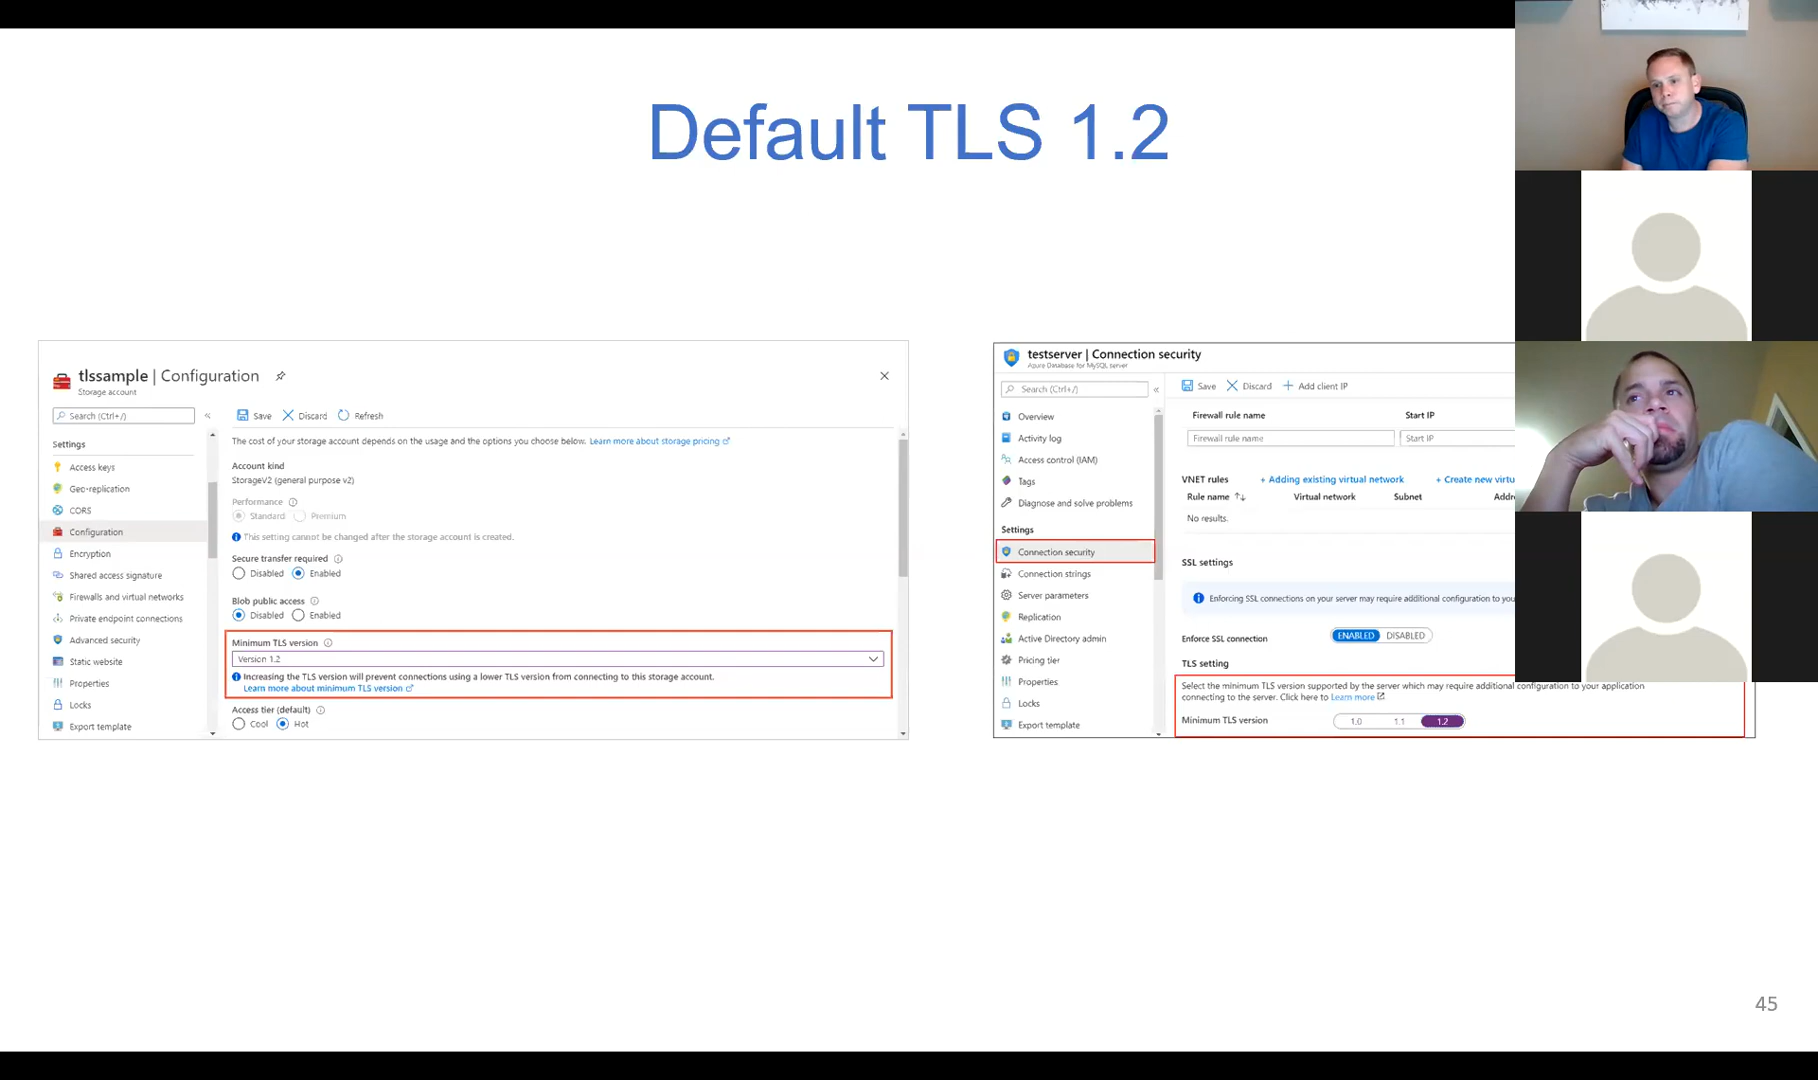 Default TLS 1.2
tlssample | Configuration
Storage account
Search (Ctrl+/)
«
Save
Discard
Refresh
Settings
Access keys
Geo-replication
CORS
Configuration
Encryption
Shared access signature
Firewalls and virtual networks
Private endpoint connections
Advanced security
Static website
Properties
Locks
Export template
The cost of your storage account depends on the usage and the options you choose below. Learn more about storage pricing
Account kind
StorageV2 (general purpose v2)
Performance
Standard Premium
This setting cannot be changed after the storage account is created.
Secure transfer required
Disabled Enabled
Blob public access
Disabled Enabled
Minimum TLS version
Version 1.2
Increasing the TLS version will prevent connections using a lower TLS version from connecting to this storage account.
Learn more about minimum TLS version
Access tier (default)
Cool Hot
testserver | Connection security
Azure Database for MySQL server
Search (Ctrl+/)
«
Save
Discard
Add client IP
Overview
Activity log
Access control (IAM)
Tags
Diagnose and solve problems
Settings
Connection security
Connection strings
Server parameters
Replication
Active Directory admin
Pricing tier
Properties
Locks
Export template
Firewall rule name Start IP
Firewall rule name Start IP
VNET rules + Adding existing virtual network + Create new virtu
Rule name Virtual network Subnet Addr
No results.
SSL settings
Enforcing SSL connections on your server may require additional configuration to you
Enforce SSL connection ENABLED DISABLED
TLS setting
Select the minimum TLS version supported by the server which may require additional configuration to your application
connecting to the server. Click here to Learn more
Minimum TLS version 1.0 1.1 1.2
45